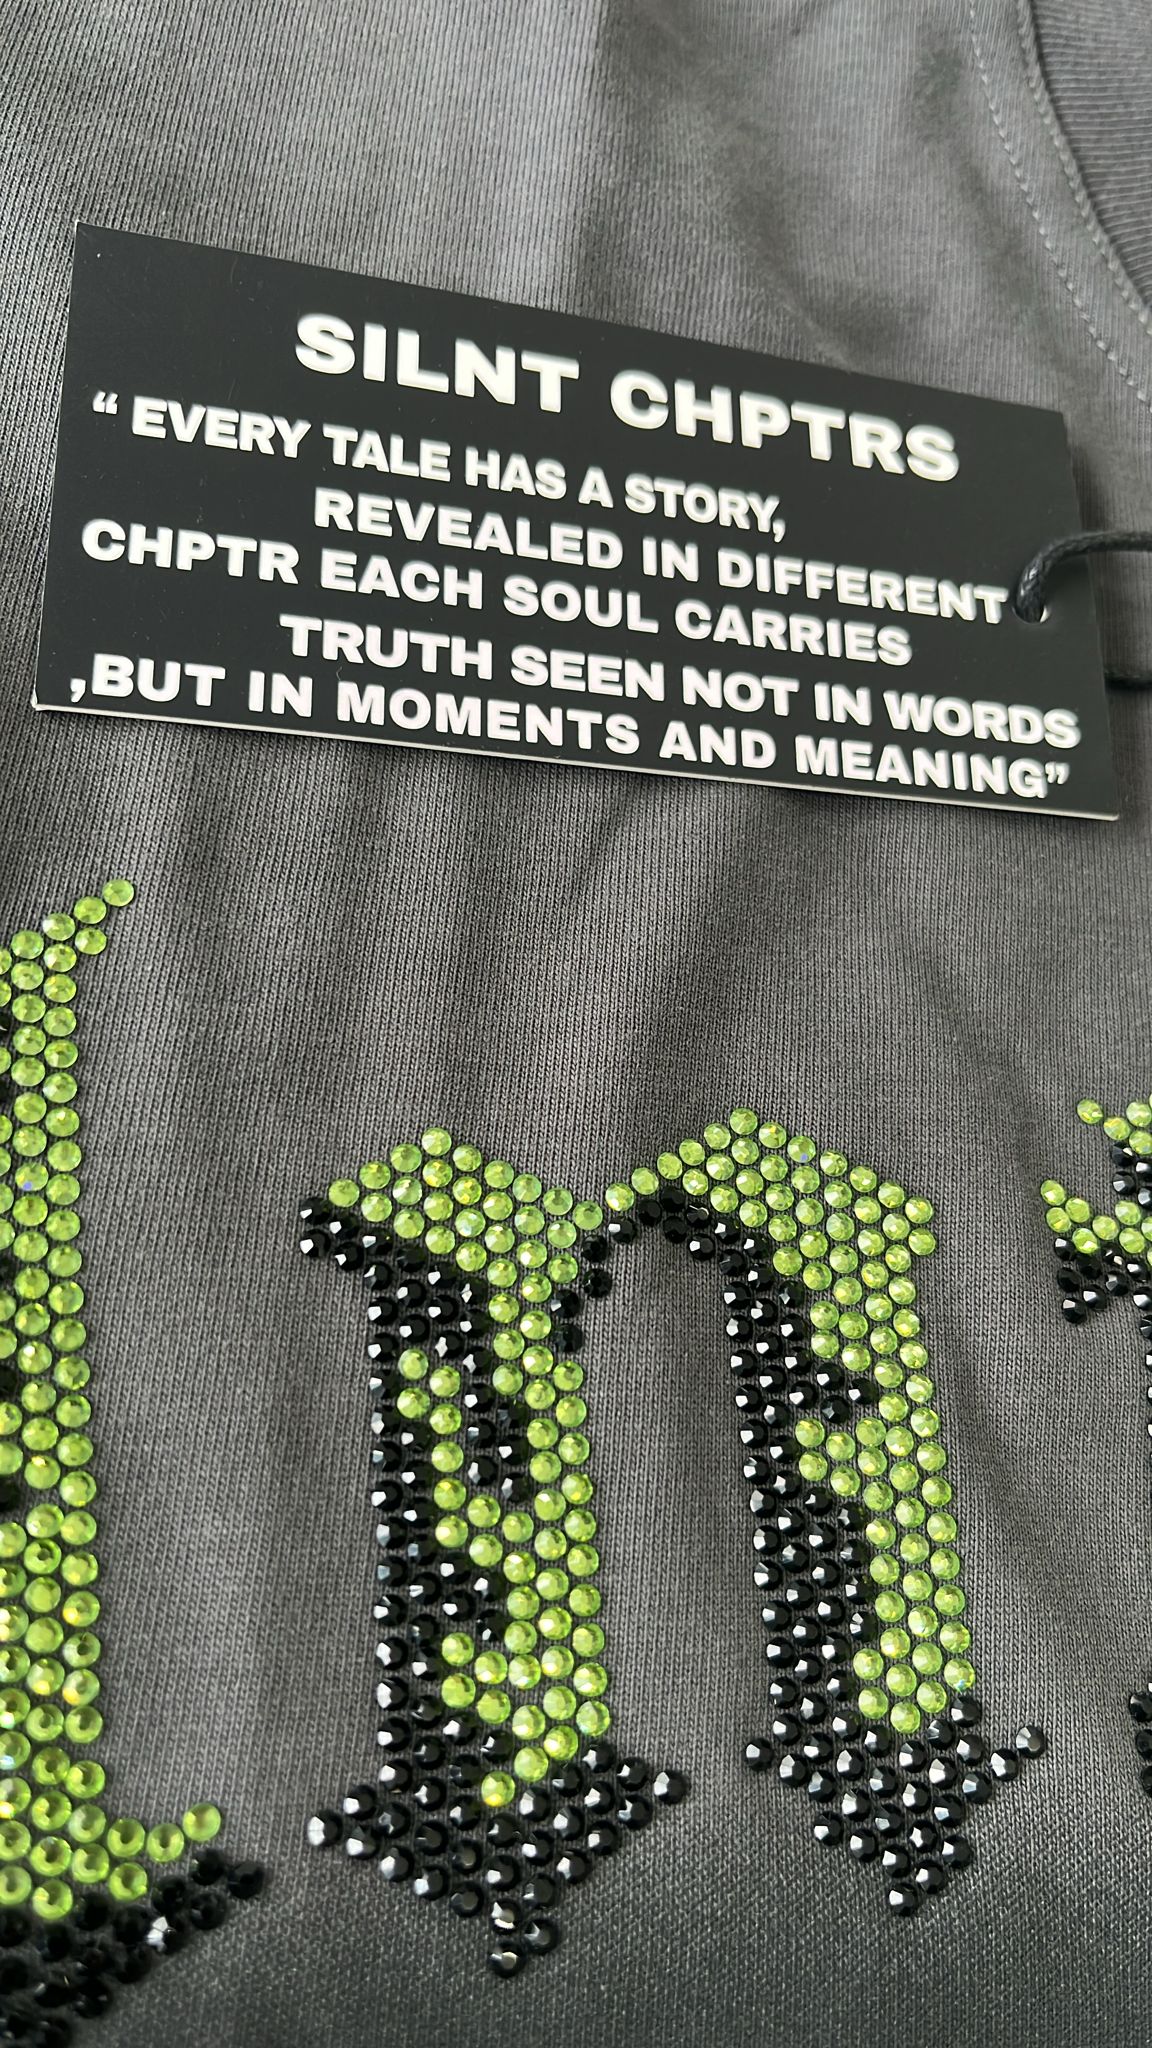 SILNT CHPTRS
“ EVERY TALE HAS A STORY,
REVEALED IN DIFFERENT
CHPTR EACH SOUL CARRIES
TRUTH SEEN NOT IN WORDS
,BUT IN MOMENTS AND MEANING”
lnt